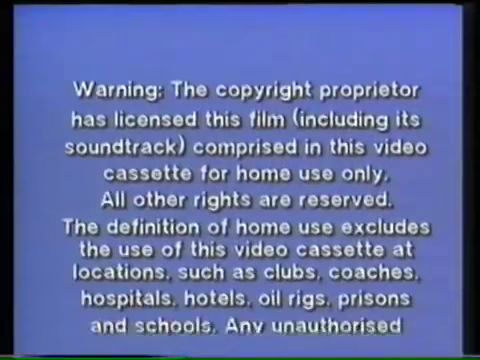 Warning: The copyright proprietor
has licensed this film (including its
soundtrack) comprised in this video
cassette for home use only.
All other rights are reserved.
The definition of home use excludes
the use of this video cassette at
locations, such as clubs, coaches,
hospitals, hotels, oil rigs, prisons
and schools. Any unauthorised